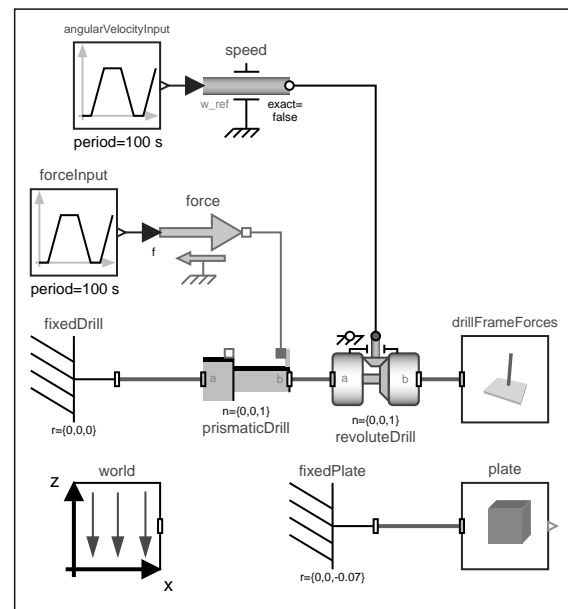 angularVelocityInput
speed
w_ref
exact=
false
period=100 s
forceInput
force
f
period=100 s
fixedDrill
drillFrameForces
a
b
a
b
r={0,0,0}
n={0,0,1}
prismaticDrill
n={0,0,1}
revoluteDrill
world
z
x
fixedPlate
plate
r={0,0,-0.07}